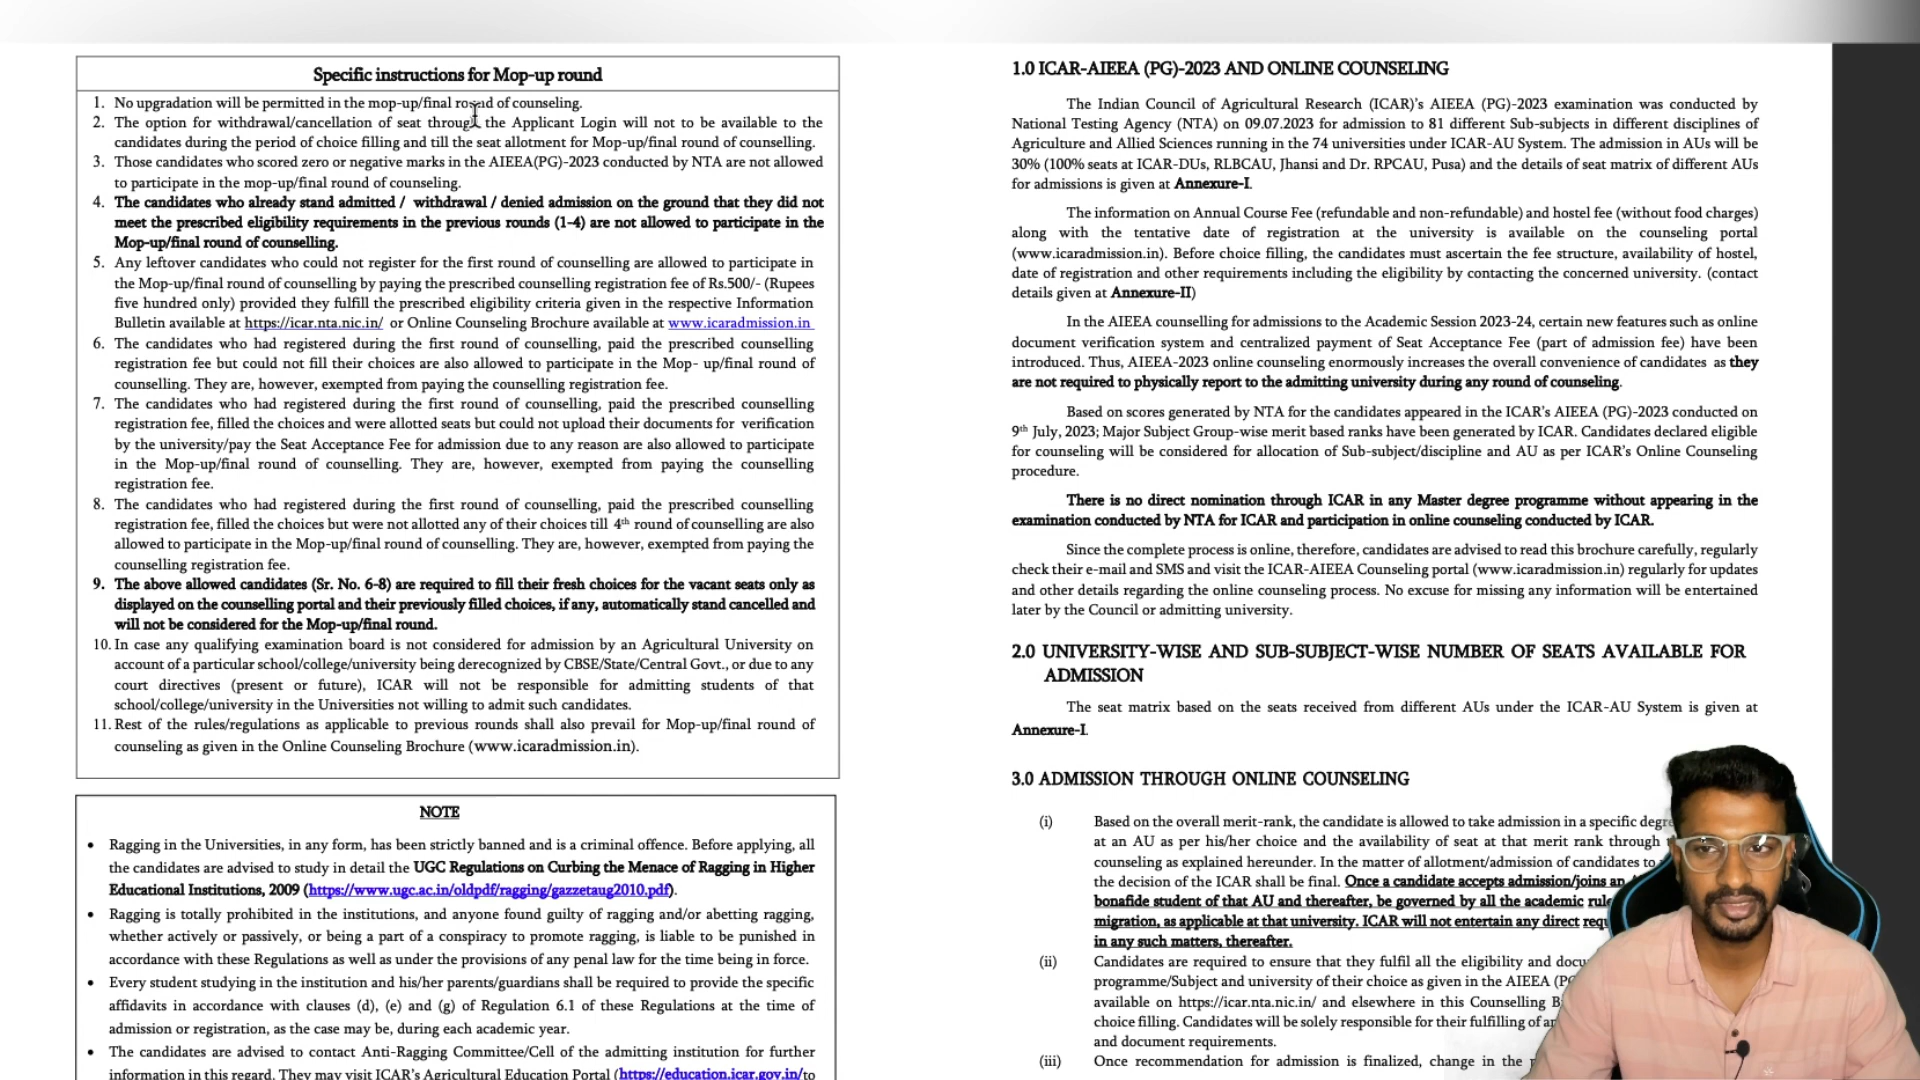 Specific instructions for Mop-up round
1. No upgradation will be permitted in the mop-up/final round of counseling.
2. The option for withdrawal/cancellation of seat through the Applicant Login will not to be available to the
candidates during the period of choice filling and till the seat allotment for Mop-up/final round of counselling.
3. Those candidates who scored zero or negative marks in the AIEEA(PG)-2023 conducted by NTA are not allowed
to participate in the mop-up/final round of counseling.
4. The candidates who already stand admitted / withdrawal / denied admission on the ground that they did not
meet the prescribed eligibility requirements in the previous rounds (1-4) are not allowed to participate in the
Mop-up/final round of counselling.
5. Any leftover candidates who could not register for the first round of counselling are allowed to participate in
the Mop-up/final round of counselling by paying the prescribed counselling registration fee of Rs.500/- (Rupees
five hundred only) provided they fulfill the prescribed eligibility criteria given in the respective Information
Bulletin available at https://icar.nta.nic.in/ or Online Counseling Brochure available at www.icaradmission.in
6. The candidates who had registered during the first round of counselling, paid the prescribed counselling
registration fee but could not fill their choices are also allowed to participate in the Mop- up/final round of
counselling. They are, however, exempted from paying the counselling registration fee.
7. The candidates who had registered during the first round of counselling, paid the prescribed counselling
registration fee, filled the choices and were allotted seats but could not upload their documents for verification
by the university/pay the Seat Acceptance Fee for admission due to any reason are also allowed to participate
in the Mop-up/final round of counselling. They are, however, exempted from paying the counselling
registration fee.
8. The candidates who had registered during the first round of counselling, paid the prescribed counselling
registration fee, filled the choices but were not allotted any of their choices till 4th round of counselling are also
allowed to participate in the Mop-up/final round of counselling. They are, however, exempted from paying the
counselling registration fee.
9. The above allowed candidates (Sr. No. 6-8) are required to fill their fresh choices for the vacant seats only as
displayed on the counselling portal and their previously filled choices, if any, automatically stand cancelled and
will not be considered for the Mop-up/final round.
10. In case any qualifying examination board is not considered for admission by an Agricultural University on
account of a particular school/college/university being derecognized by CBSE/State/Central Govt., or due to any
court directives (present or future), ICAR will not be responsible for admitting students of that
school/college/university in the Universities not willing to admit such candidates.
11. Rest of the rules/regulations as applicable to previous rounds shall also prevail for Mop-up/final round of
counseling as given in the Online Counseling Brochure (www.icaradmission.in).
NOTE
• Ragging in the Universities, in any form, has been strictly banned and is a criminal offence. Before applying, all
the candidates are advised to study in detail the UGC Regulations on Curbing the Menace of Ragging in Higher
Educational Institutions, 2009 (https://www.ugc.ac.in/oldpdf/ragging/gazzetaug2010.pdf).
• Ragging is totally prohibited in the institutions, and anyone found guilty of ragging and/or abetting ragging,
whether actively or passively, or being a part of a conspiracy to promote ragging, is liable to be punished in
accordance with these Regulations as well as under the provisions of any penal law for the time being in force.
• Every student studying in the institution and his/her parents/guardians shall be required to provide the specific
affidavits in accordance with clauses (d), (e) and (g) of Regulation 6.1 of these Regulations at the time of
admission or registration, as the case may be, during each academic year.
• The candidates are advised to contact Anti-Ragging Committee/Cell of the admitting institution for further
information in this regard. They may visit ICAR's Agricultural Education Portal (https://education.icar.gov.in/to
1.0 ICAR-AIEEA (PG)-2023 AND ONLINE COUNSELING
The Indian Council of Agricultural Research (ICAR)'s AIEEA (PG)-2023 examination was conducted by
National Testing Agency (NTA) on 09.07.2023 for admission to 81 different Sub-subjects in different disciplines of
Agriculture and Allied Sciences running in the 74 universities under ICAR-AU System. The admission in AUs will be
30% (100% seats at ICAR-DUs, RLBCAU, Jhansi and Dr. RPCAU, Pusa) and the details of seat matrix of different AUs
for admissions is given at Annexure-I.
The information on Annual Course Fee (refundable and non-refundable) and hostel fee (without food charges)
along with the tentative date of registration at the university is available on the counseling portal
(www.icaradmission.in). Before choice filling, the candidates must ascertain the fee structure, availability of hostel,
date of registration and other requirements including the eligibility by contacting the concerned university. (contact
details given at Annexure-II)
In the AIEEA counselling for admissions to the Academic Session 2023-24, certain new features such as online
document verification system and centralized payment of Seat Acceptance Fee (part of admission fee) have been
introduced. Thus, AIEEA-2023 online counseling enormously increases the overall convenience of candidates as they
are not required to physically report to the admitting university during any round of counseling.
Based on scores generated by NTA for the candidates appeared in the ICAR's AIEEA (PG)-2023 conducted on
9th July, 2023; Major Subject Group-wise merit based ranks have been generated by ICAR. Candidates declared eligible
for counseling will be considered for allocation of Sub-subject/discipline and AU as per ICAR's Online Counseling
procedure.
There is no direct nomination through ICAR in any Master degree programme without appearing in the
examination conducted by NTA for ICAR and participation in online counseling conducted by ICAR.
Since the complete process is online, therefore, candidates are advised to read this brochure carefully, regularly
check their e-mail and SMS and visit the ICAR-AIEEA Counseling portal (www.icaradmission.in) regularly for updates
and other details regarding the online counseling process. No excuse for missing any information will be entertained
later by the Council or admitting university.
2.0 UNIVERSITY-WISE AND SUB-SUBJECT-WISE NUMBER OF SEATS AVAILABLE FOR
ADMISSION
The seat matrix based on the seats received from different AUs under the ICAR-AU System is given at
Annexure-I.
3.0 ADMISSION THROUGH ONLINE COUNSELING
(i) Based on the overall merit-rank, the candidate is allowed to take admission in a specific
at an AU as per his/her choice and the availability of seat at that merit rank through
counseling as explained hereunder. In the matter of allotment/admission of candidates to
the decision of the ICAR shall be final. Once a candidate accepts admission/joins an
bonafide student of that AU and thereafter, be governed by all the academic
migration, as applicable at that university. ICAR will not entertain any direct
in any such matters, thereafter.
(ii) Candidates are required to ensure that they fulfil all the eligibility and
programme/Subject and university of their choice as given in the AIEEA
available on https://icar.nta.nic.in/ and elsewhere in this Counselling
choice filling. Candidates will be solely responsible for their fulfilling of
and document requirements.
(iii) Once recommendation for admission is finalized, change in the